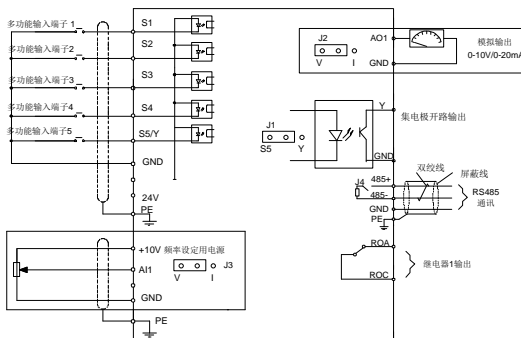 多功能输入端子 1
多功能输入端子 2
多功能输入端子 3
多功能输入端子4
多功能输入端子5
S1
S2
S3
S4
S5/Y
GND
24V
PE
+10V 频率设定用电源
AI1
J3
V I
GND
PE
J2
V I
AO1
GND
模拟输出
0-10V/0-20mA
J1
S5 Y
Y
集电极开路输出
GND
双绞线
屏蔽线
J4
485+
485-
GND
PE
RS485
通讯
ROA
ROC
继电器1输出